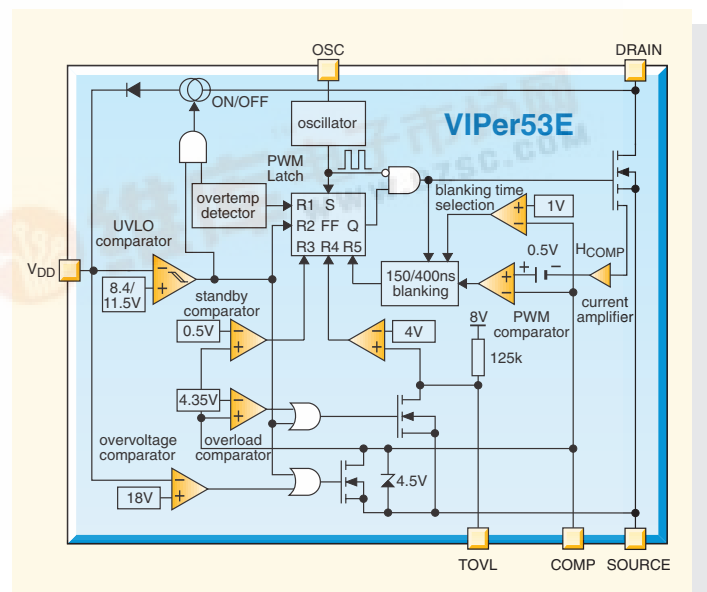 OSC
DRAIN
ON/OFF
oscillator
VIPer53E
PWM
Latch
overtemp
detector
R1 S
R2 FF Q
R3 R4 R5
blanking time
selection
1V
UVLO
comparator
VDD
8.4/
11.5V
150/400ns
blanking
0.5V
HCOMP
current
amplifier
PWM
comparator
standby
comparator
0.5V
4V
8V
125k
4.35V
overload
comparator
overvoltage
comparator
18V
4.5V
TOVL
COMP
SOURCE